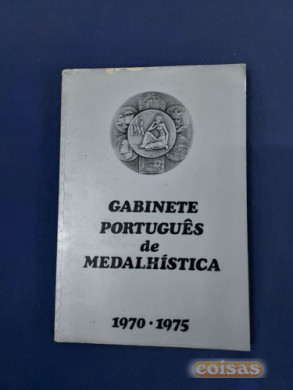 GABINETE
PORTUGUÊS
de
MEDALHÍSTICA
1970 • 1975
coisas